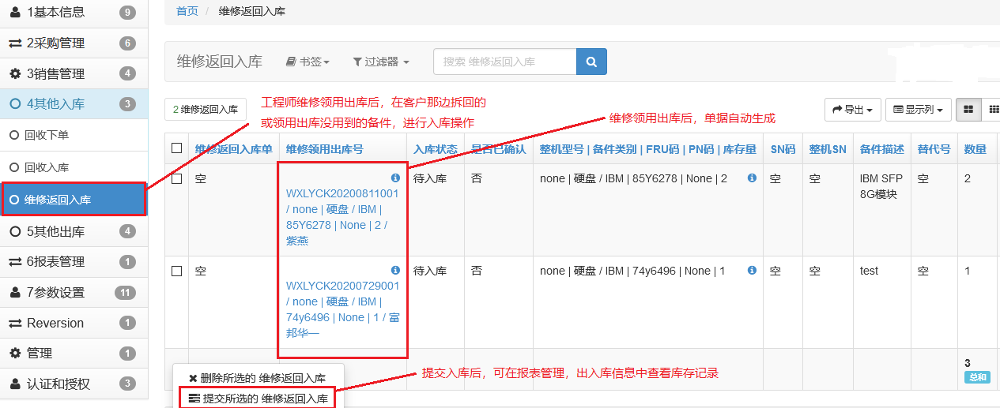 1基本信息 9
2采购管理 6
3销售管理 4
4其他入库 3
回收下单
回收入库
维修返回入库
5其他出库 4
6报表管理 1
7参数设置 11
Reversion 1
管理 1
认证和授权 3
首页 / 维修返回入库
维修返回入库 书签 过滤器 搜索 维修返回入库
2 维修返回入库
工程师维修领用出库后，在客户那边拆回的
或领用出库没用到的备件，进行入库操作
维修领用出库后，单据自动生成
导出 显示列
维修返回入库单 维修领用出库号 入库状态 是否已确认 整机型号 | 备件类别 | FRU码 | PN码 | 库存量 SN码 整机SN 备件描述 替代号 数量
空 待入库 否 none | 硬盘 / IBM | 85Y6278 | None | 2 空 空 IBM SFP 空 2
WXLYCK20200811001 8G模块
/ none | 硬盘 / IBM |
85Y6278 | None | 2 /
紫燕
空 待入库 否 none | 硬盘 / IBM | 74y6496 | None | 1 空 空 test 空 1
WXLYCK20200729001
/ none | 硬盘 / IBM |
74y6496 | None | 1 / 富
邦华一
3
总和
提交入库后，可在报表管理，出入库信息中查看库存记录
删除所选的 维修返回入库
提交所选的 维修返回入库